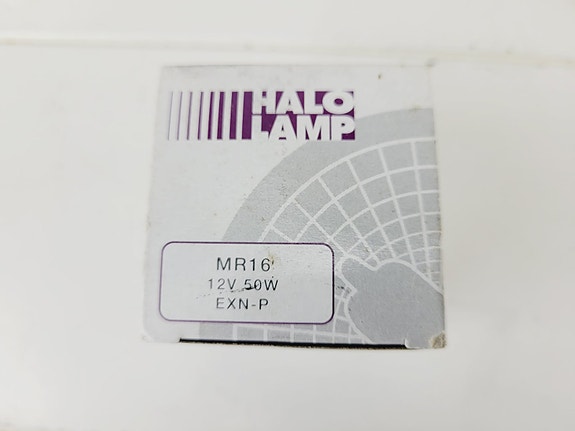 HALO
LAMP
MR16
12V 50W
EXN-P